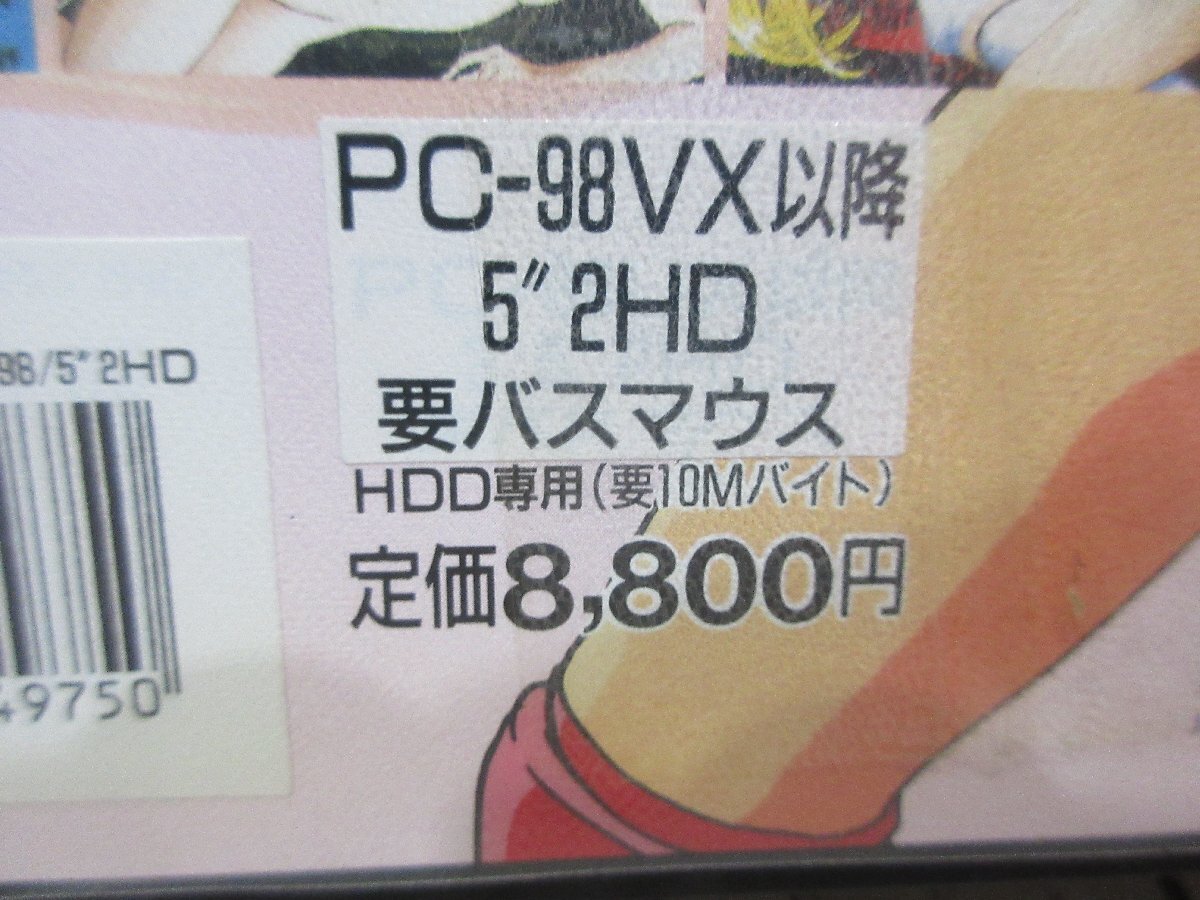 PC-98VX以降
5"2HD
要バスマウス
HDD専用(要10Mバイト)
定価8,800円
98/5"2HD
49750